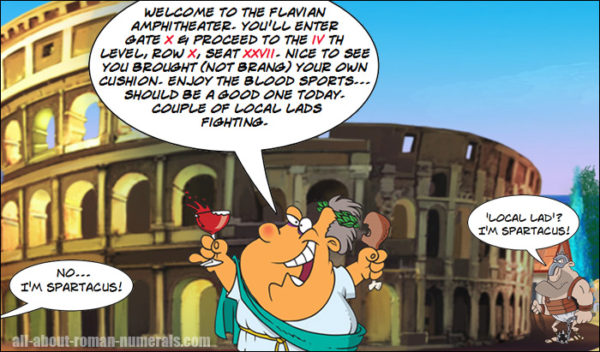 WELCOME TO THE FLAVIAN
AMPHITHEATER. YOU'LL ENTER
GATE X & PROCEED TO THE IV TH
LEVEL, ROW X, SEAT XXVII. NICE TO SEE
YOU BROUGHT (NOT BRANG) YOUR OWN
CUSHION. ENJOY THE BLOOD SPORTS---
SHOULD BE A GOOD ONE TODAY-
COUPLE OF LOCAL LADS
FIGHTING.
'LOCAL LAD'?
I'M SPARTACUS!
NO---
I'M SPARTACUS!
all-about-roman-numerals.com